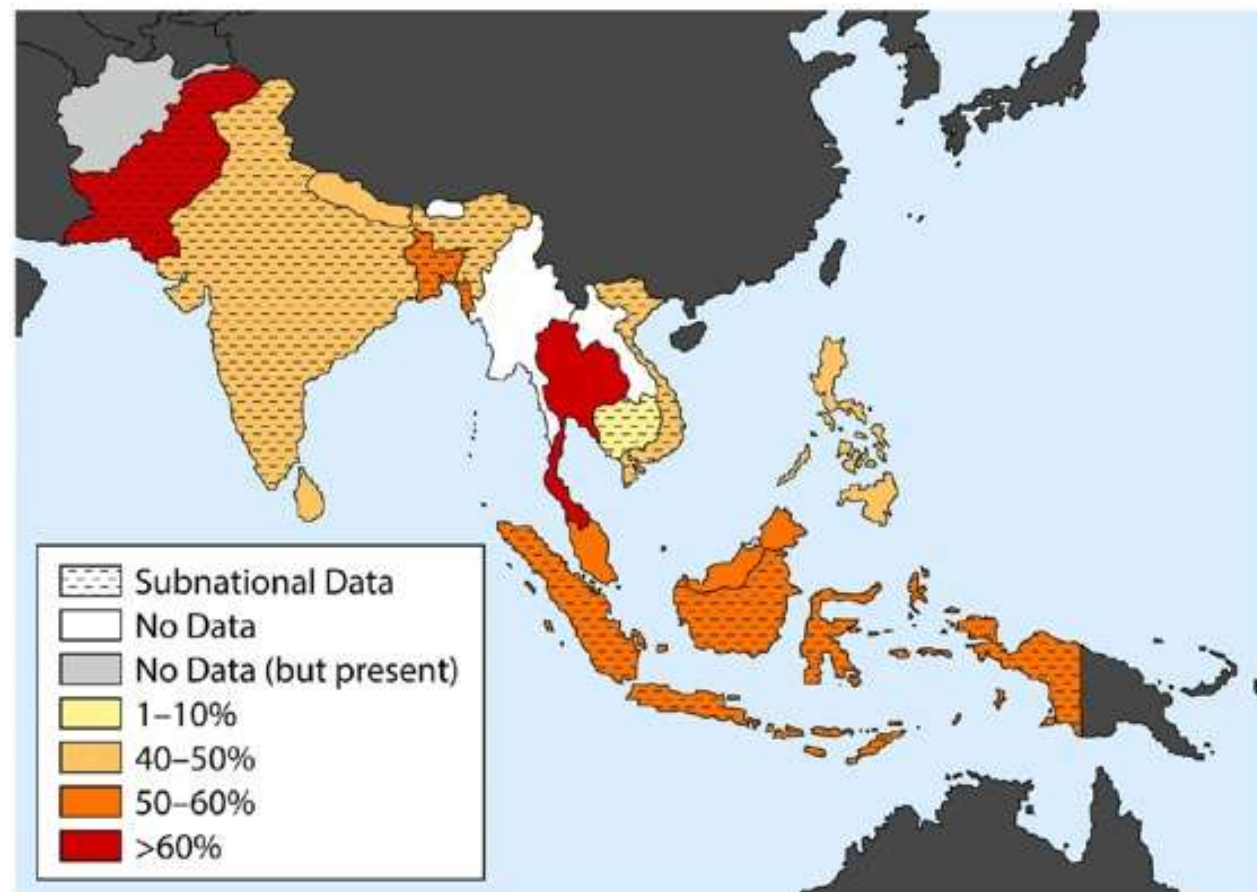 Subnational Data
No Data
No Data (but present)
1–10%
40–50%
50–60%
>60%